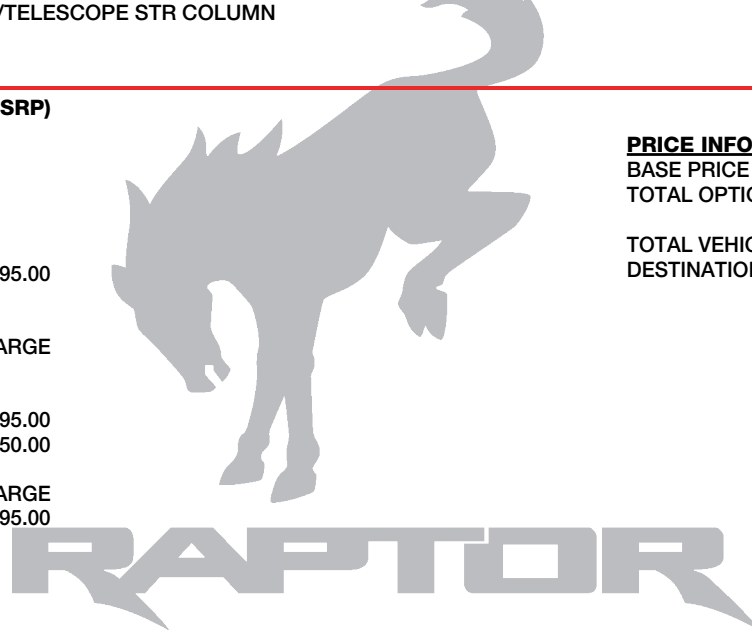 /TELESCOPE STR COLUMN
SRP)
95.00
ARGE
95.00
50.00
ARGE
95.00
PRICE INFO
BASE PRICE
TOTAL OPTIO
TOTAL VEHIC
DESTINATION
RAPTOR